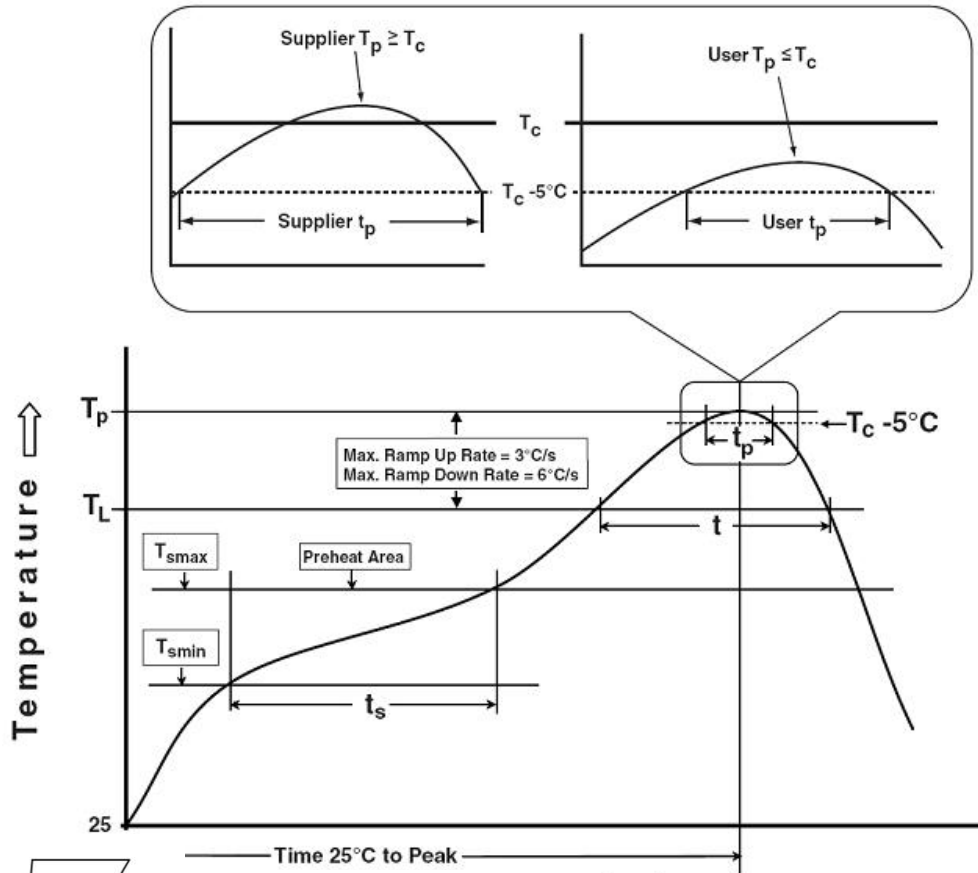 Supplier Tp ≥ Tc
User Tp ≤ Tc
Tc
Tc -5°C
Supplier tp
User tp
Tp
Tc -5°C
tp
Max. Ramp Up Rate = 3°C/s
Max. Ramp Down Rate = 6°C/s
TL
t
Tsmax
Preheat Area
Tsmin
ts
Temperature
25
Time 25°C to Peak